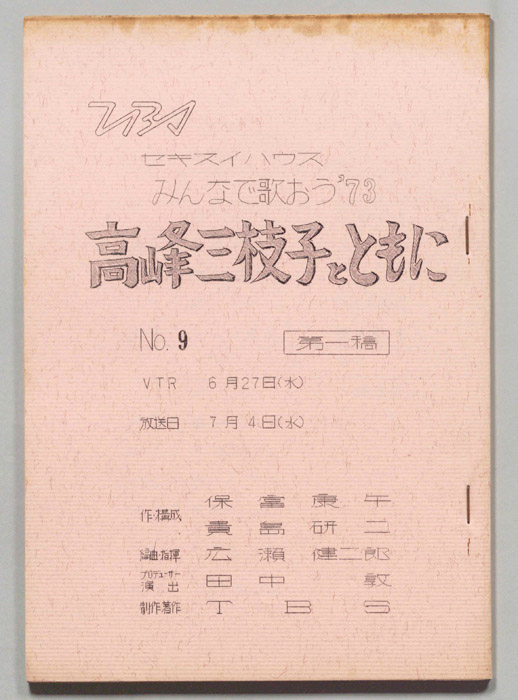 TBS
セキスイハウス
みんなで歌おう'73
高峰三枝子とともに
No. 9 第一稿
VTR 6月27日(水)
放送日 7月4日(水)
作・構成 保富康午
貴島研二
編曲・指揮 広瀬健二郎
プロデューサー
演出 田中敦
制作・著作 TBS